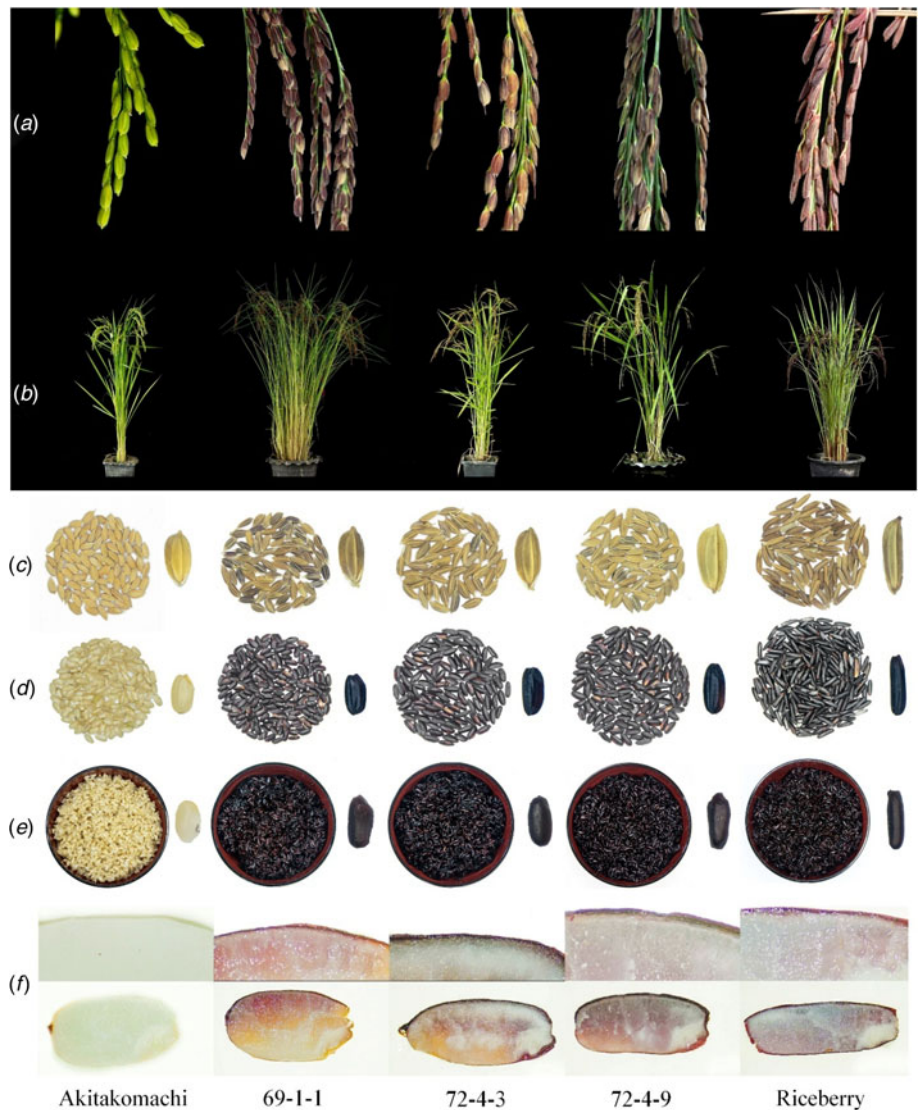 (a)
(b)
(c)
(d)
(e)
(f)
Akitakomachi 69-1-1 72-4-3 72-4-9 Riceberry